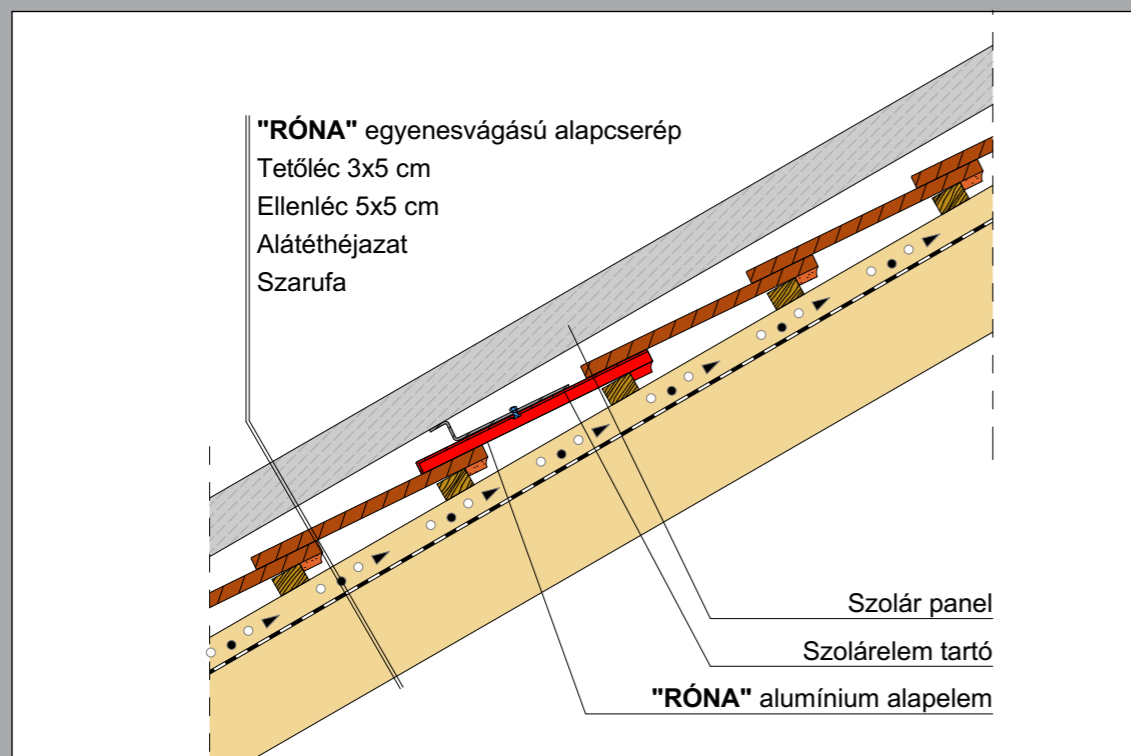 "RÓNA" egyenesvágású alapcserép
Tetőléc 3x5 cm
Ellenléc 5x5 cm
Alátéthéjazat
Szarufa
Szolár panel
Szolárelem tartó
"RÓNA" alumínium alapelem